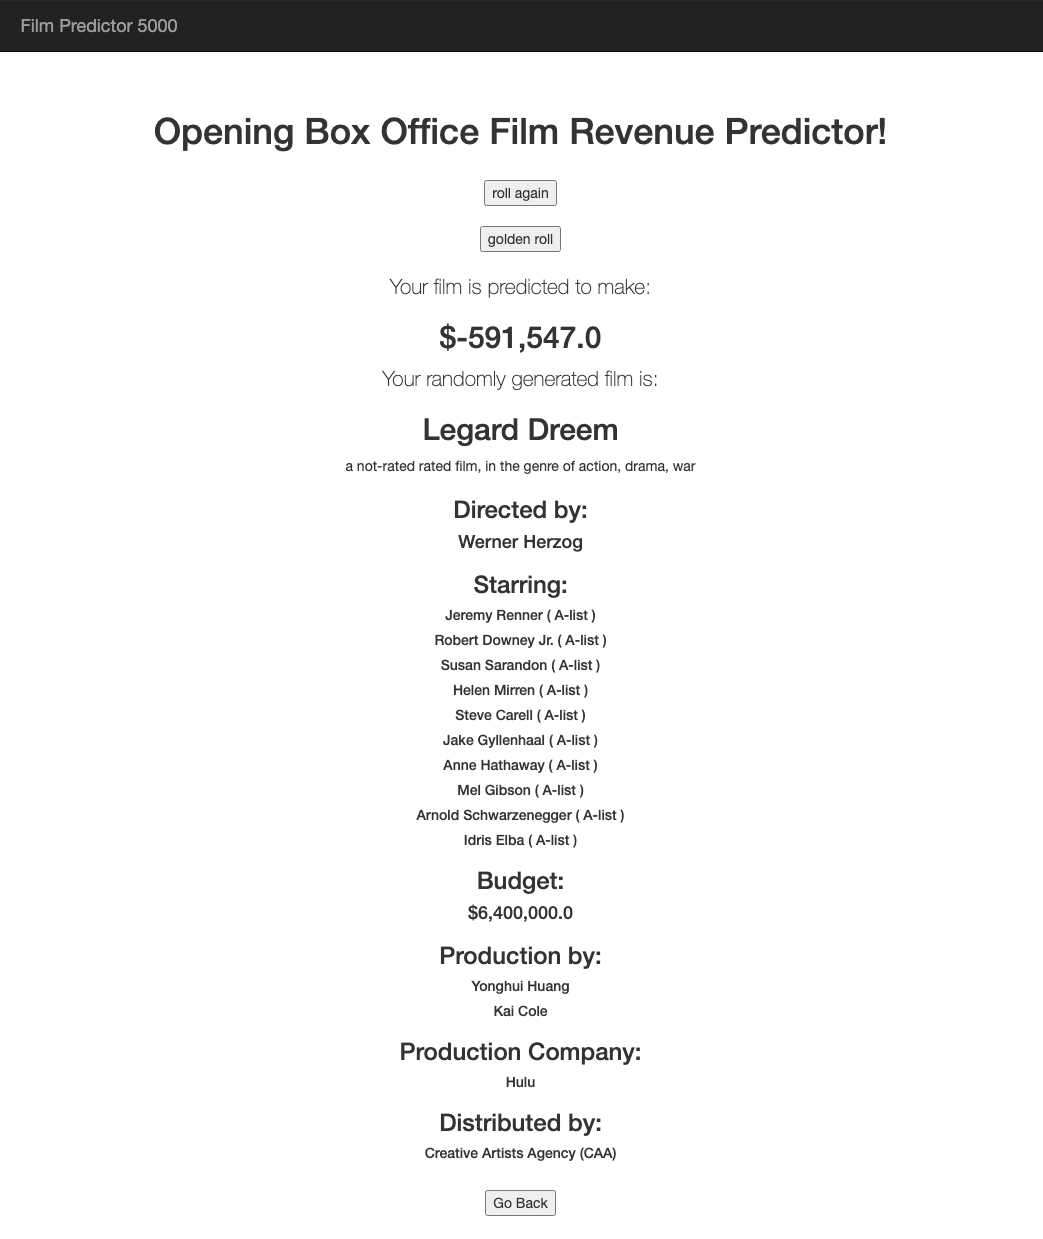 Film Predictor 5000
Opening Box Office Film Revenue Predictor!
roll again
golden roll
Your film is predicted to make:
$-591,547.0
Your randomly generated film is:
Legard Dreem
a not-rated rated film, in the genre of action, drama, war
Directed by:
Werner Herzog
Starring:
Jeremy Renner ( A-list )
Robert Downey Jr. ( A-list )
Susan Sarandon ( A-list )
Helen Mirren ( A-list )
Steve Carell ( A-list )
Jake Gyllenhaal ( A-list )
Anne Hathaway ( A-list )
Mel Gibson ( A-list )
Arnold Schwarzenegger ( A-list )
Idris Elba ( A-list )
Budget:
$6,400,000.0
Production by:
Yonghui Huang
Kai Cole
Production Company:
Hulu
Distributed by:
Creative Artists Agency (CAA)
Go Back